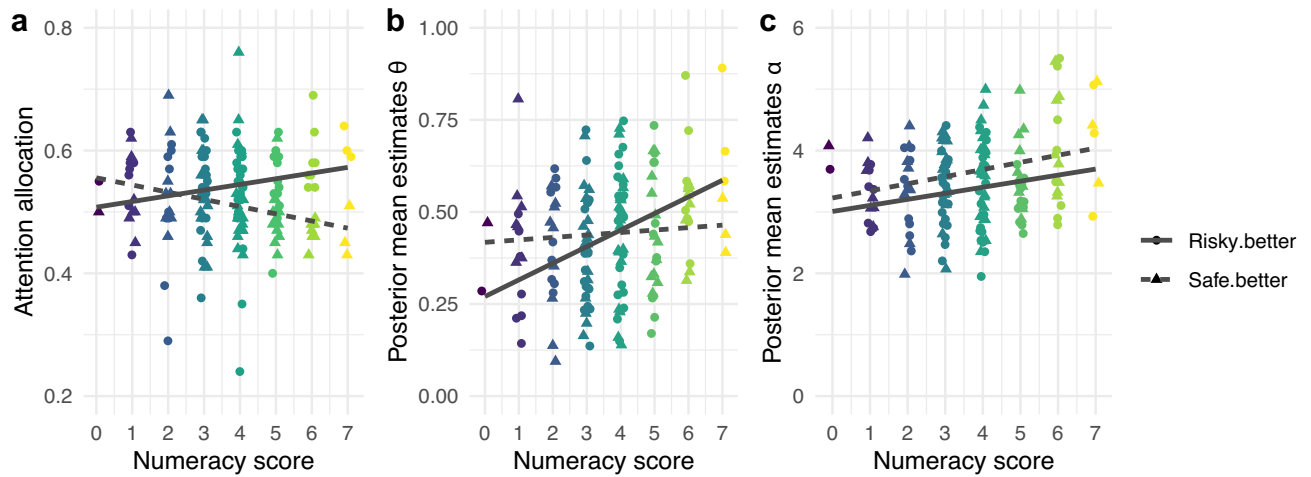 a
b
c
Attention allocation
0.8
0.6
0.4
0.2
0 1 2 3 4 5 6 7
Numeracy score
Posterior mean estimates θ
1.00
0.75
0.50
0.25
0.00
0 1 2 3 4 5 6 7
Numeracy score
Posterior mean estimates α
6
4
2
0
0 1 2 3 4 5 6 7
Numeracy score
Risky.better
Safe.better